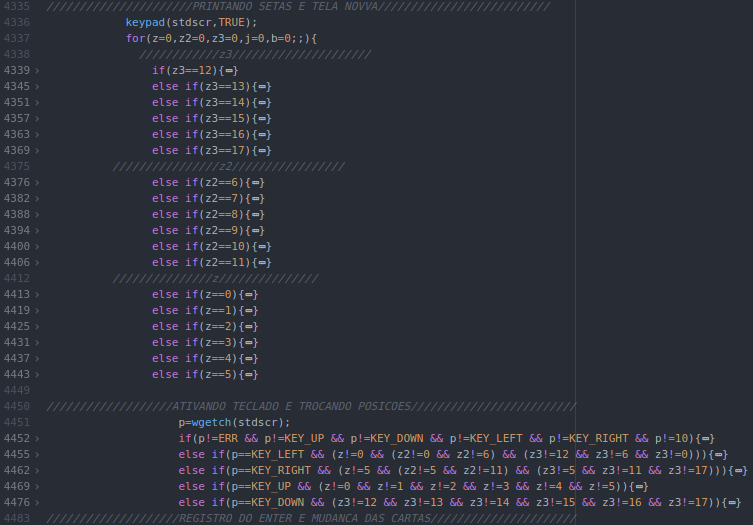 4335 //////////////////////PRINTANDO SETAS E TELA NOVVA//////////////////////////
4336 keypad(stdscr,TRUE);
4337 for(z=0,z2=0,z3=0,j=0,b=0;;){
4338 ////////////z3/////////////////////
4339 › if(z3==12){⋯}
4345 › else if(z3==13){⋯}
4351 › else if(z3==14){⋯}
4357 › else if(z3==15){⋯}
4363 › else if(z3==16){⋯}
4369 › else if(z3==17){⋯}
4375 ////////////////z2/////////////////
4376 › else if(z2==6){⋯}
4382 › else if(z2==7){⋯}
4388 › else if(z2==8){⋯}
4394 › else if(z2==9){⋯}
4400 › else if(z2==10){⋯}
4406 › else if(z2==11){⋯}
4412 ///////////////z///////////////
4413 › else if(z==0){⋯}
4419 › else if(z==1){⋯}
4425 › else if(z==2){⋯}
4431 › else if(z==3){⋯}
4437 › else if(z==4){⋯}
4443 › else if(z==5){⋯}
4449
4450 ///////////////////ATIVANDO TECLADO E TROCANDO POSICOES/////////////////////////
4451 p=wgetch(stdscr);
4452 › if(p!=ERR && p!=KEY_UP && p!=KEY_DOWN && p!=KEY_LEFT && p!=KEY_RIGHT && p!=10){⋯}
4455 › else if(p==KEY_LEFT && (z!=0 && (z2!=0 && z2!=6) && (z3!=12 && z3!=6 && z3!=0))){⋯}
4462 › else if(p==KEY_RIGHT && (z!=5 && (z2!=5 && z2!=11) && (z3!=5 && z3!=11 && z3!=17))){⋯}
4469 › else if(p==KEY_UP && (z!=0 && z!=1 && z!=2 && z!=3 && z!=4 && z!=5)){⋯}
4476 › else if(p==KEY_DOWN && (z3!=12 && z3!=13 && z3!=14 && z3!=15 && z3!=16 && z3!=17)){⋯}
4483 ////////////////////REGISTRO DO ENTER E MUDANCA DAS CARTAS//////////////////////